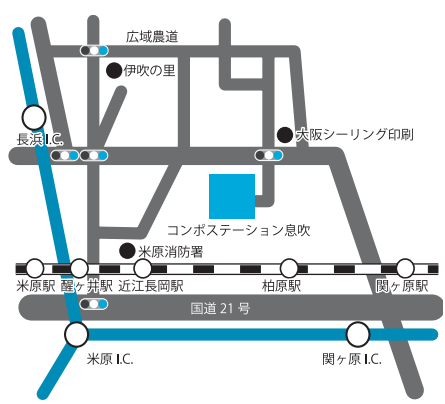 広域農道
伊吹の里
大阪シーリング印刷
長浜 I.C.
コンポステーション息吹
米原消防署
米原駅
醒ヶ井駅
近江長岡駅
柏原駅
関ヶ原駅
国道 21 号
米原 I.C.
関ヶ原 I.C.